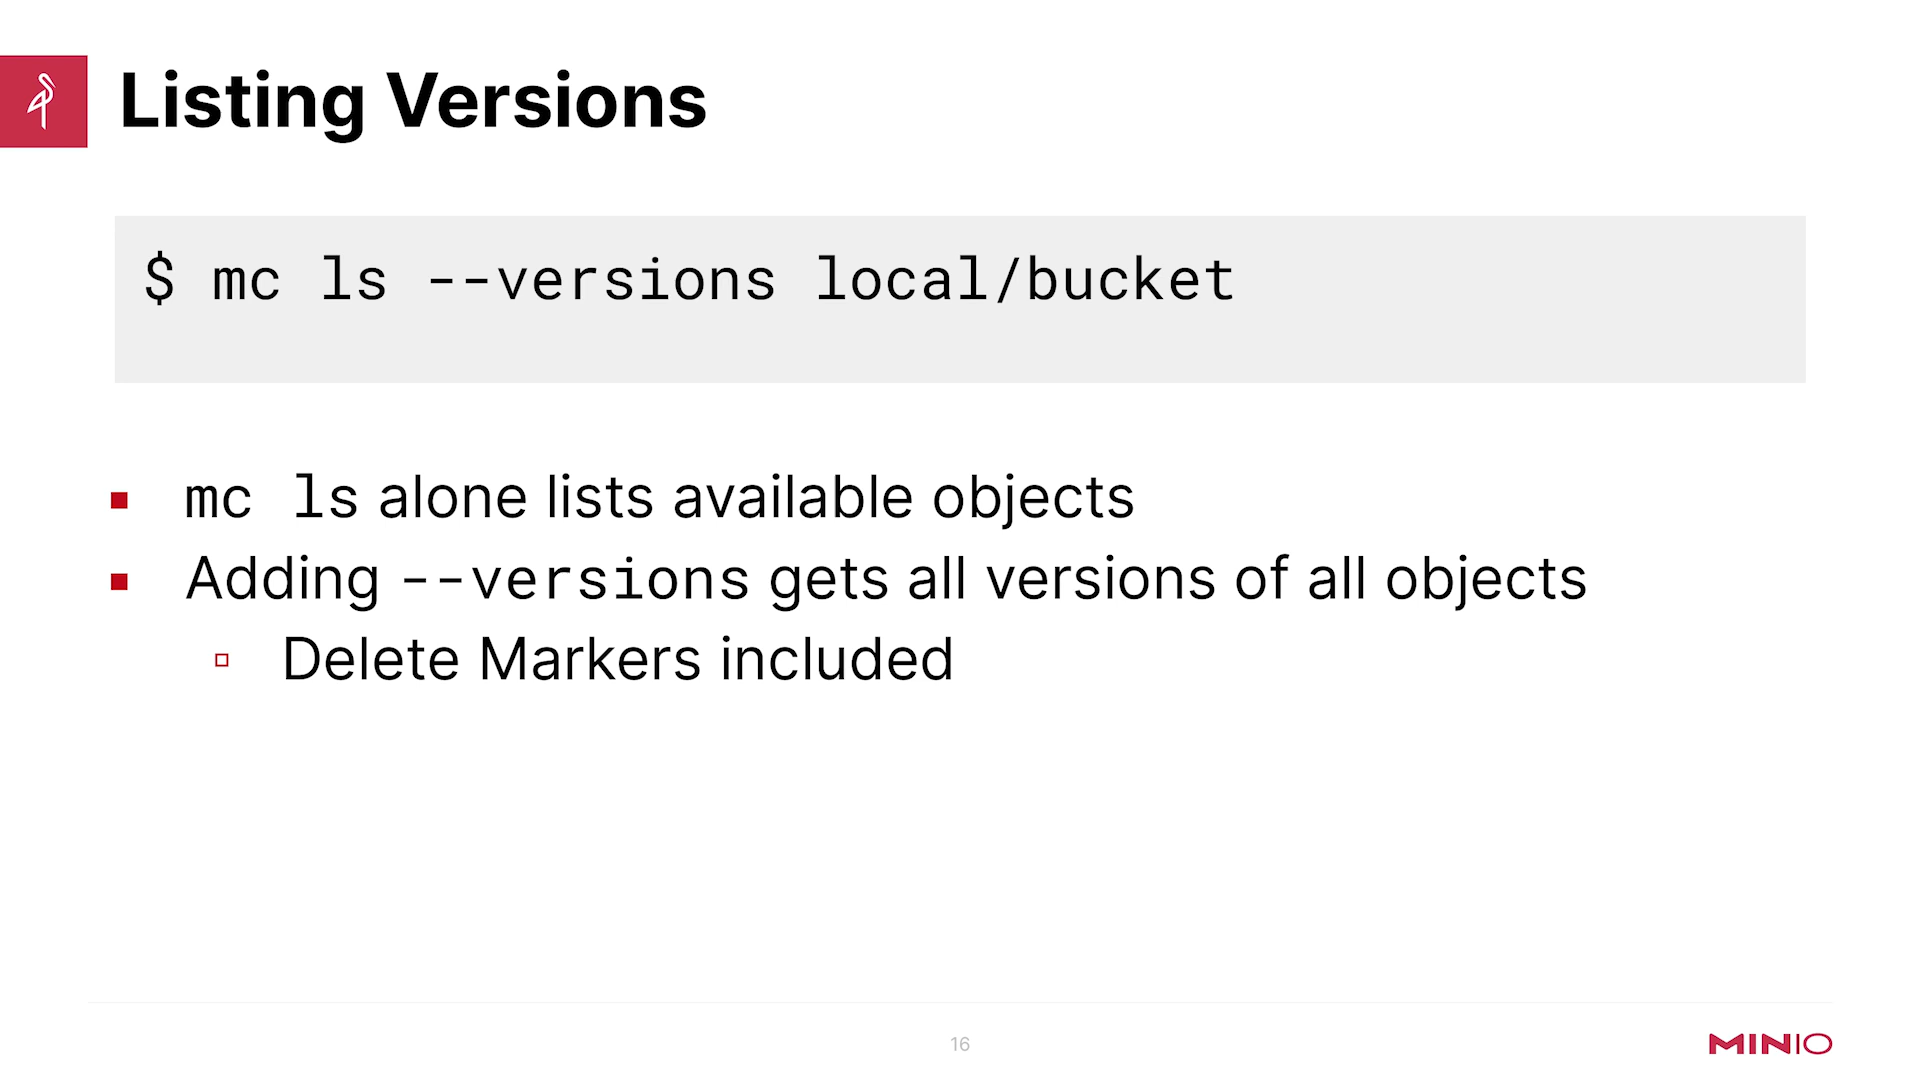 Listing Versions
$ mc ls --versions local/bucket
mc ls alone lists available objects
Adding --versions gets all versions of all objects
Delete Markers included
16
MINIO